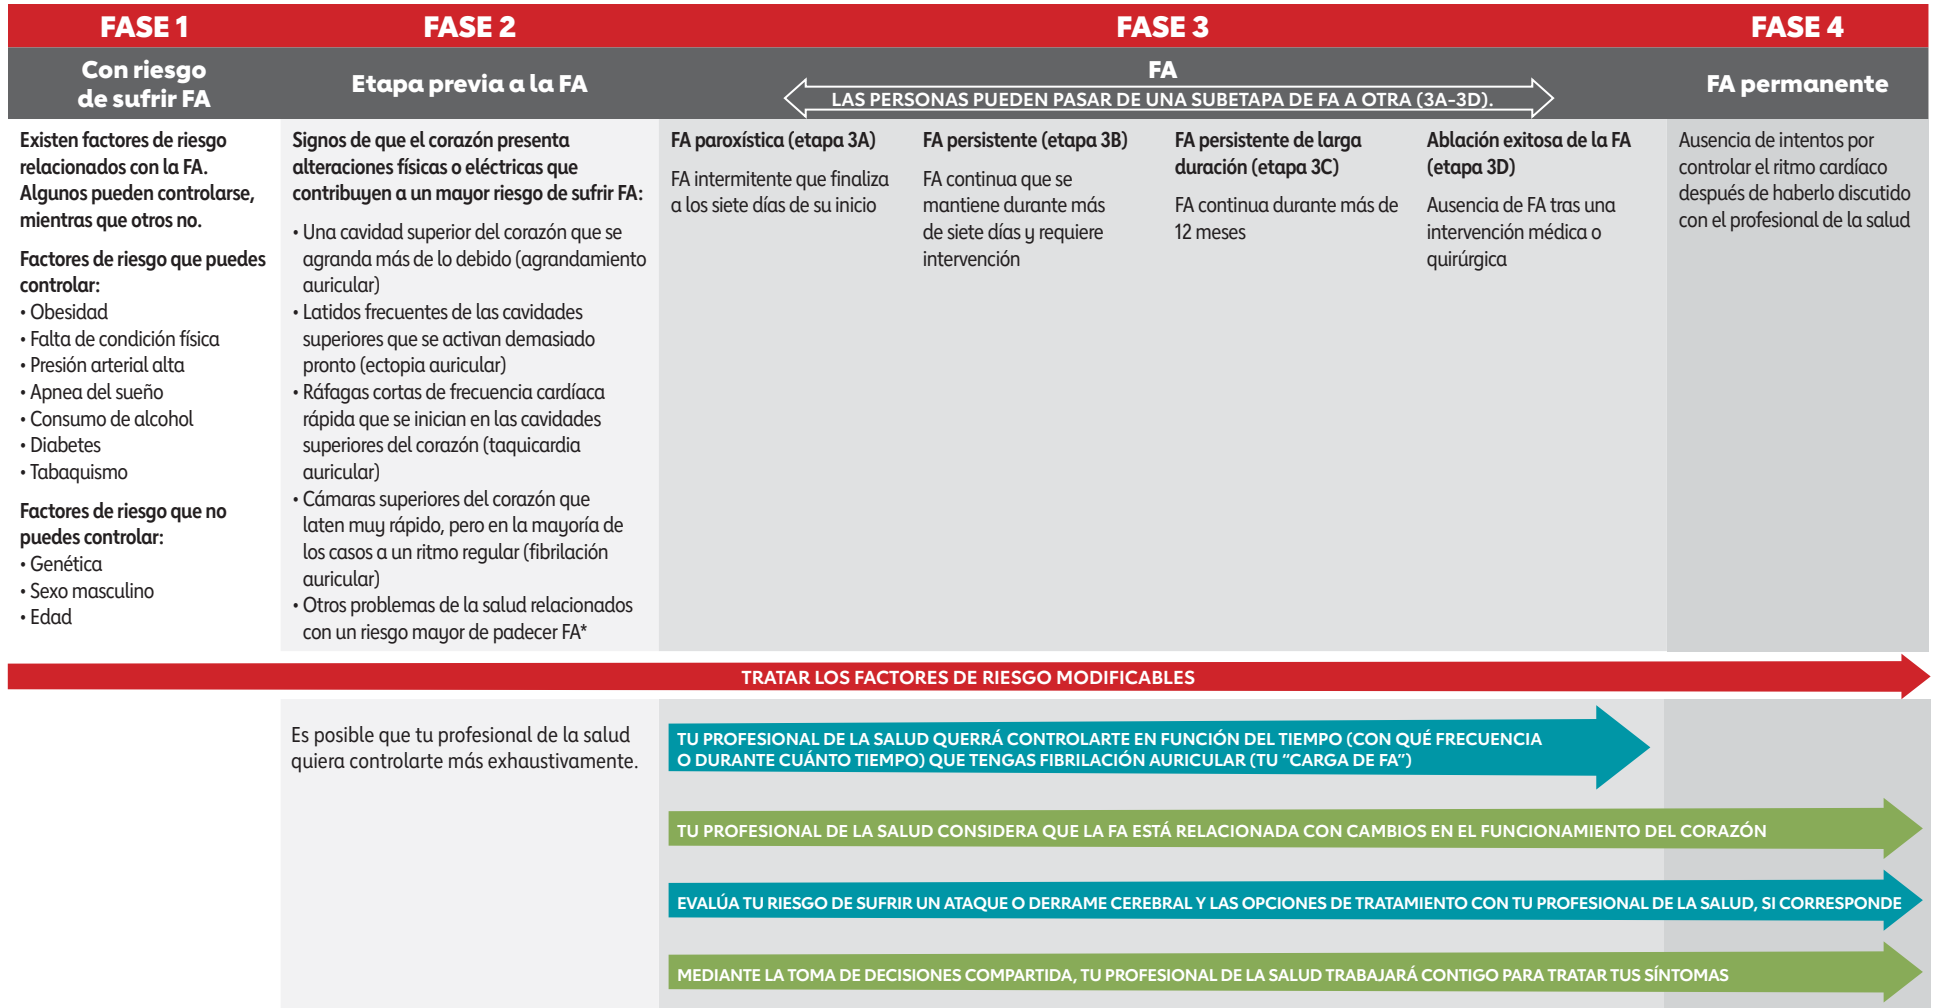 FASE 1
FASE 2
FASE 3
FASE 4
Con riesgo
de sufrir FA
Etapa previa a la FA
FA
LAS PERSONAS PUEDEN PASAR DE UNA SUBETAPA DE FA A OTRA (3A-3D).
FA permanente
Existen factores de riesgo
relacionados con la FA.
Algunos pueden controlarse,
mientras que otros no.
Factores de riesgo que puedes
controlar:
• Obesidad
• Falta de condición física
• Presión arterial alta
• Apnea del sueño
• Consumo de alcohol
• Diabetes
• Tabaquismo
Factores de riesgo que no
puedes controlar:
• Genética
• Sexo masculino
• Edad
Signos de que el corazón presenta
alteraciones físicas o eléctricas que
contribuyen a un mayor riesgo de sufrir FA:
• Una cavidad superior del corazón que se
agranda más de lo debido (agrandamiento
auricular)
• Latidos frecuentes de las cavidades
superiores que se activan demasiado
pronto (ectopia auricular)
• Ráfagas cortas de frecuencia cardíaca
rápida que se inician en las cavidades
superiores del corazón (taquicardia
auricular)
• Cámaras superiores del corazón que
laten muy rápido, pero en la mayoría de
los casos a un ritmo regular (fibrilación
auricular)
• Otros problemas de la salud relacionados
con un riesgo mayor de padecer FA*
FA paroxística (etapa 3A)
FA intermitente que finaliza
a los siete días de su inicio
FA persistente (etapa 3B)
FA continua que se
mantiene durante más
de siete días y requiere
intervención
FA persistente de larga
duración (etapa 3C)
FA continua durante más de
12 meses
Ablación exitosa de la FA
(etapa 3D)
Ausencia de FA tras una
intervención médica o
quirúrgica
Ausencia de intentos por
controlar el ritmo cardíaco
después de haberlo discutido
con el profesional de la salud
TRATAR LOS FACTORES DE RIESGO MODIFICABLES
Es posible que tu profesional de la salud
quiera controlarte más exhaustivamente.
TU PROFESIONAL DE LA SALUD QUERRÁ CONTROLARTE EN FUNCIÓN DEL TIEMPO (CON QUÉ FRECUENCIA
O DURANTE CUÁNTO TIEMPO) QUE TENGAS FIBRILACIÓN AURICULAR (TU “CARGA DE FA”)
TU PROFESIONAL DE LA SALUD CONSIDERA QUE LA FA ESTÁ RELACIONADA CON CAMBIOS EN EL FUNCIONAMIENTO DEL CORAZÓN
EVALÚA TU RIESGO DE SUFRIR UN ATAQUE O DERRAME CEREBRAL Y LAS OPCIONES DE TRATAMIENTO CON TU PROFESIONAL DE LA SALUD, SI CORRESPONDE
MEDIANTE LA TOMA DE DECISIONES COMPARTIDA, TU PROFESIONAL DE LA SALUD TRABAJARÁ CONTIGO PARA TRATAR TUS SÍNTOMAS